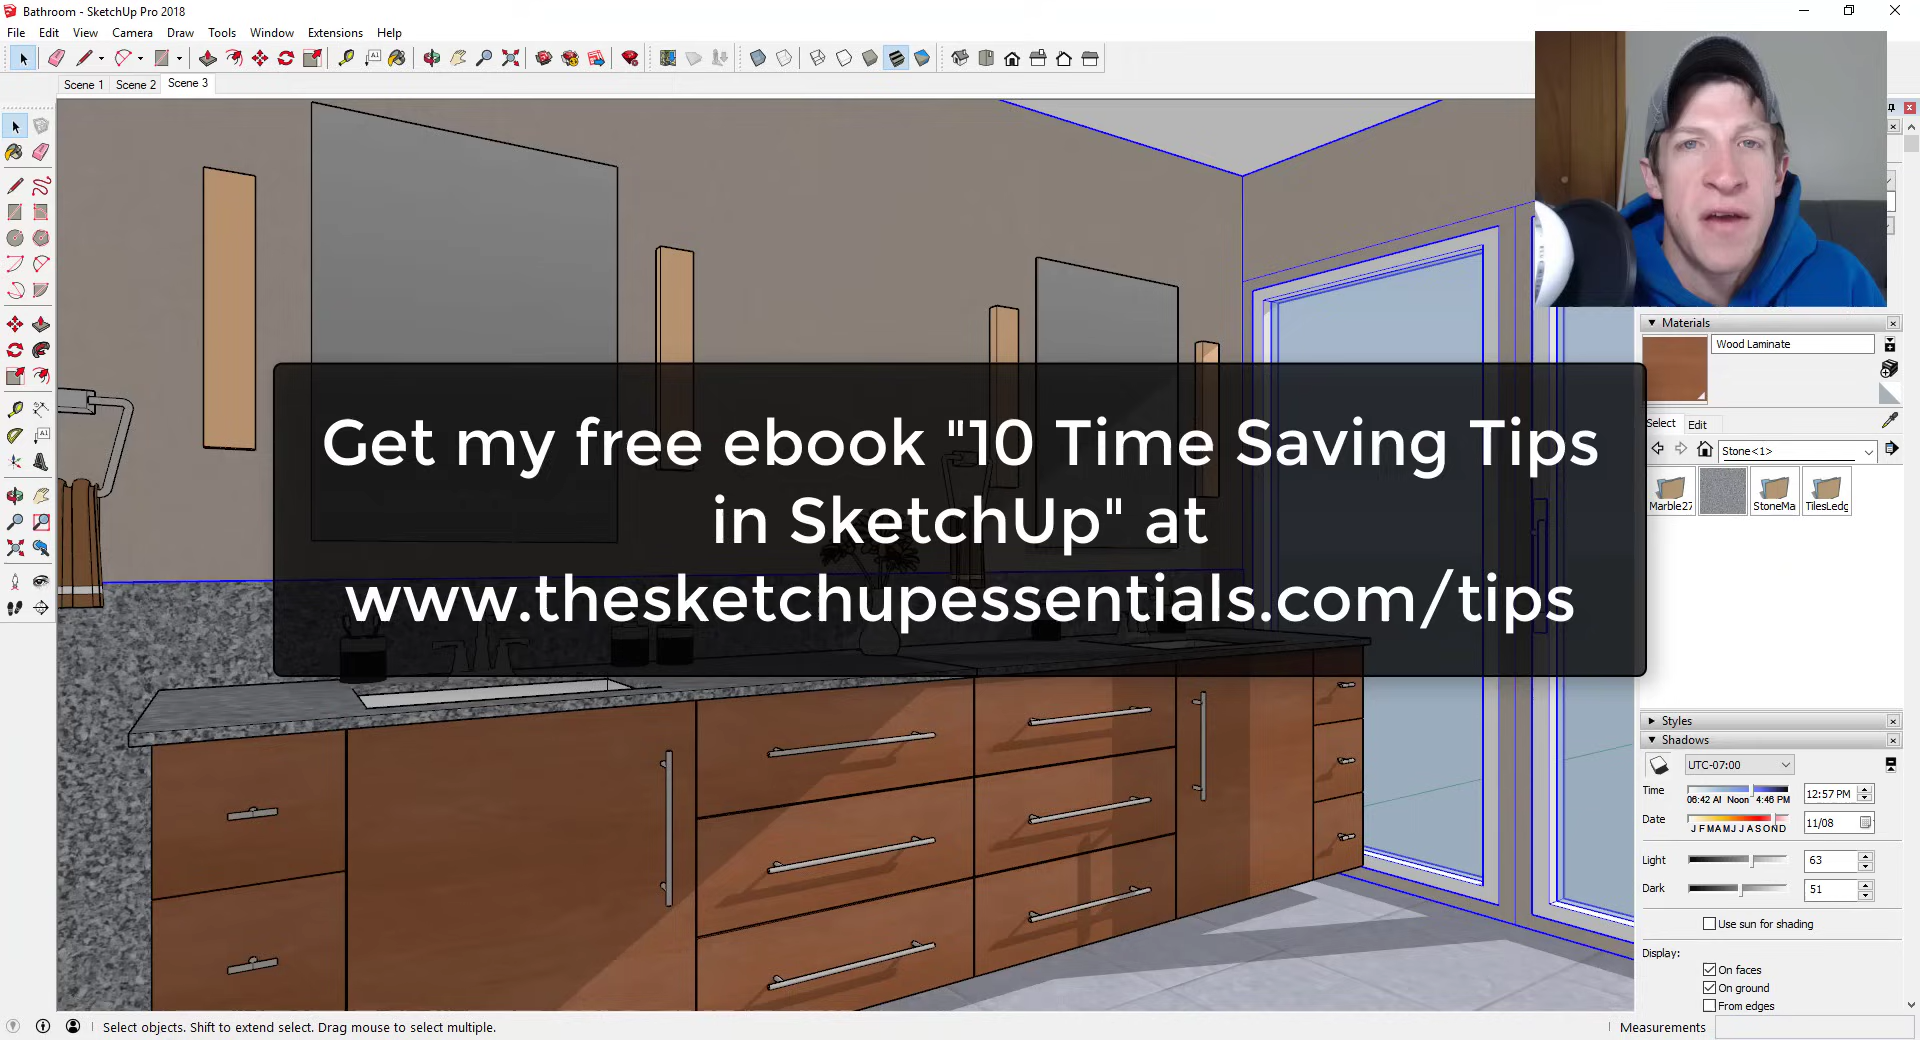 Bathroom - SketchUp Pro 2018
File Edit View Camera Draw Tools Window Extensions Help
Scene 1 Scene 2 Scene 3
Get my free ebook "10 Time Saving Tips
in SketchUp" at
www.thesketchupessentials.com/tips
Materials
Wood Laminate
Select Edit
Stone<1>
Marble27 StoneMa TilesLedg
Styles
Shadows
UTC-07:00
Time 06:42 AI Noon 4:46 PM 12:57 PM
Date J F M A M J J A S O N D 11/08
Light 63
Dark 51
Use sun for shading
Display:
On faces
On ground
From edges
Select objects. Shift to extend select. Drag mouse to select multiple.
Measurements